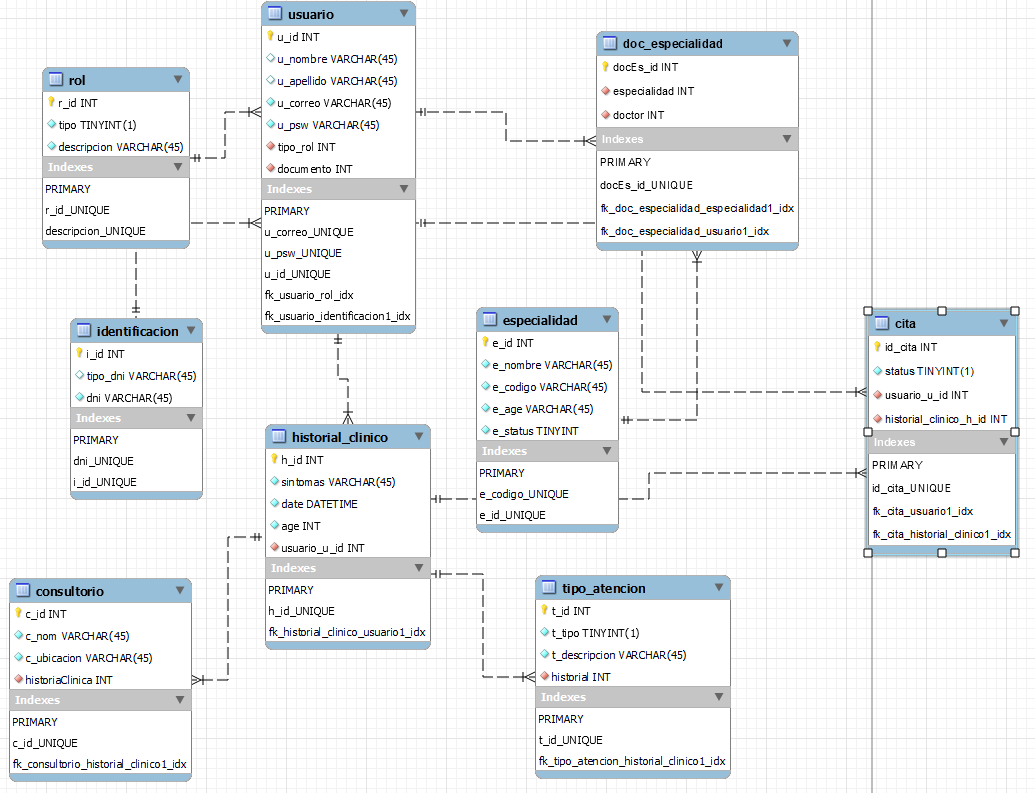 usuario
u_id INT
u_nombre VARCHAR(45)
u_apellido VARCHAR(45)
u_correo VARCHAR(45)
u_psw VARCHAR(45)
tipo_rol INT
documento INT
Indexes
PRIMARY
u_correo_UNIQUE
u_psw_UNIQUE
u_id_UNIQUE
fk_usuario_rol_idx
fk_usuario_identificacion1_idx
doc_especialidad
docEs_id INT
especialidad INT
doctor INT
Indexes
PRIMARY
docEs_id_UNIQUE
fk_doc_especialidad_especialidad1_idx
fk_doc_especialidad_usuario1_idx
rol
r_id INT
tipo TINYINT(1)
descripcion VARCHAR(45)
Indexes
PRIMARY
r_id_UNIQUE
descripcion_UNIQUE
identificacion
i_id INT
tipo_dni VARCHAR(45)
dni VARCHAR(45)
Indexes
PRIMARY
dni_UNIQUE
i_id_UNIQUE
especialidad
e_id INT
e_nombre VARCHAR(45)
e_codigo VARCHAR(45)
e_age VARCHAR(45)
e_status TINYINT
Indexes
PRIMARY
e_codigo_UNIQUE
e_id_UNIQUE
cita
id_cita INT
status TINYINT(1)
usuario_u_id INT
historial_clinico_h_id INT
Indexes
PRIMARY
id_cita_UNIQUE
fk_cita_usuario1_idx
fk_cita_historial_clinico1_idx
historial_clinico
h_id INT
sintomas VARCHAR(45)
date DATETIME
age INT
usuario_u_id INT
Indexes
PRIMARY
h_id_UNIQUE
fk_historial_clinico_usuario1_idx
consultorio
c_id INT
c_nom VARCHAR(45)
c_ubicacion VARCHAR(45)
historiaClinica INT
Indexes
PRIMARY
c_id_UNIQUE
fk_consultorio_historial_clinico1_idx
tipo_atencion
t_id INT
t_tipo TINYINT(1)
t_descripcion VARCHAR(45)
historial INT
Indexes
PRIMARY
t_id_UNIQUE
fk_tipo_atencion_historial_clinico1_idx